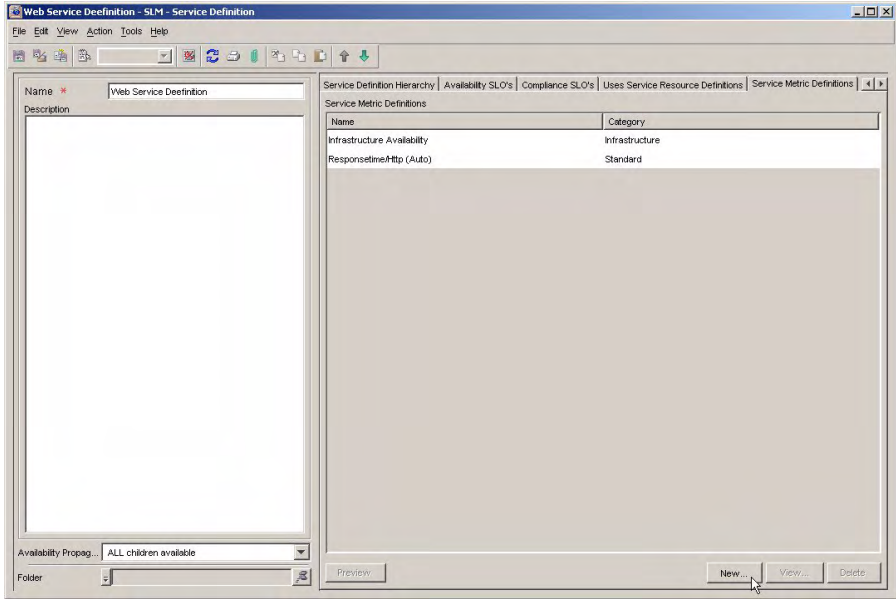 Web Service Deefinition - SLM - Service Definition
File Edit View Action Tools Help
Name * Web Service Deefinition
Description
Service Definition Hierarchy Availability SLO's Compliance SLO's Uses Service Resource Definitions Service Metric Definitions
Service Metric Definitions
Name Category
Infrastructure Availability Infrastructure
Responsetime/Http (Auto) Standard
Availability Propag... ALL children available
Folder
Preview New... View... Delete